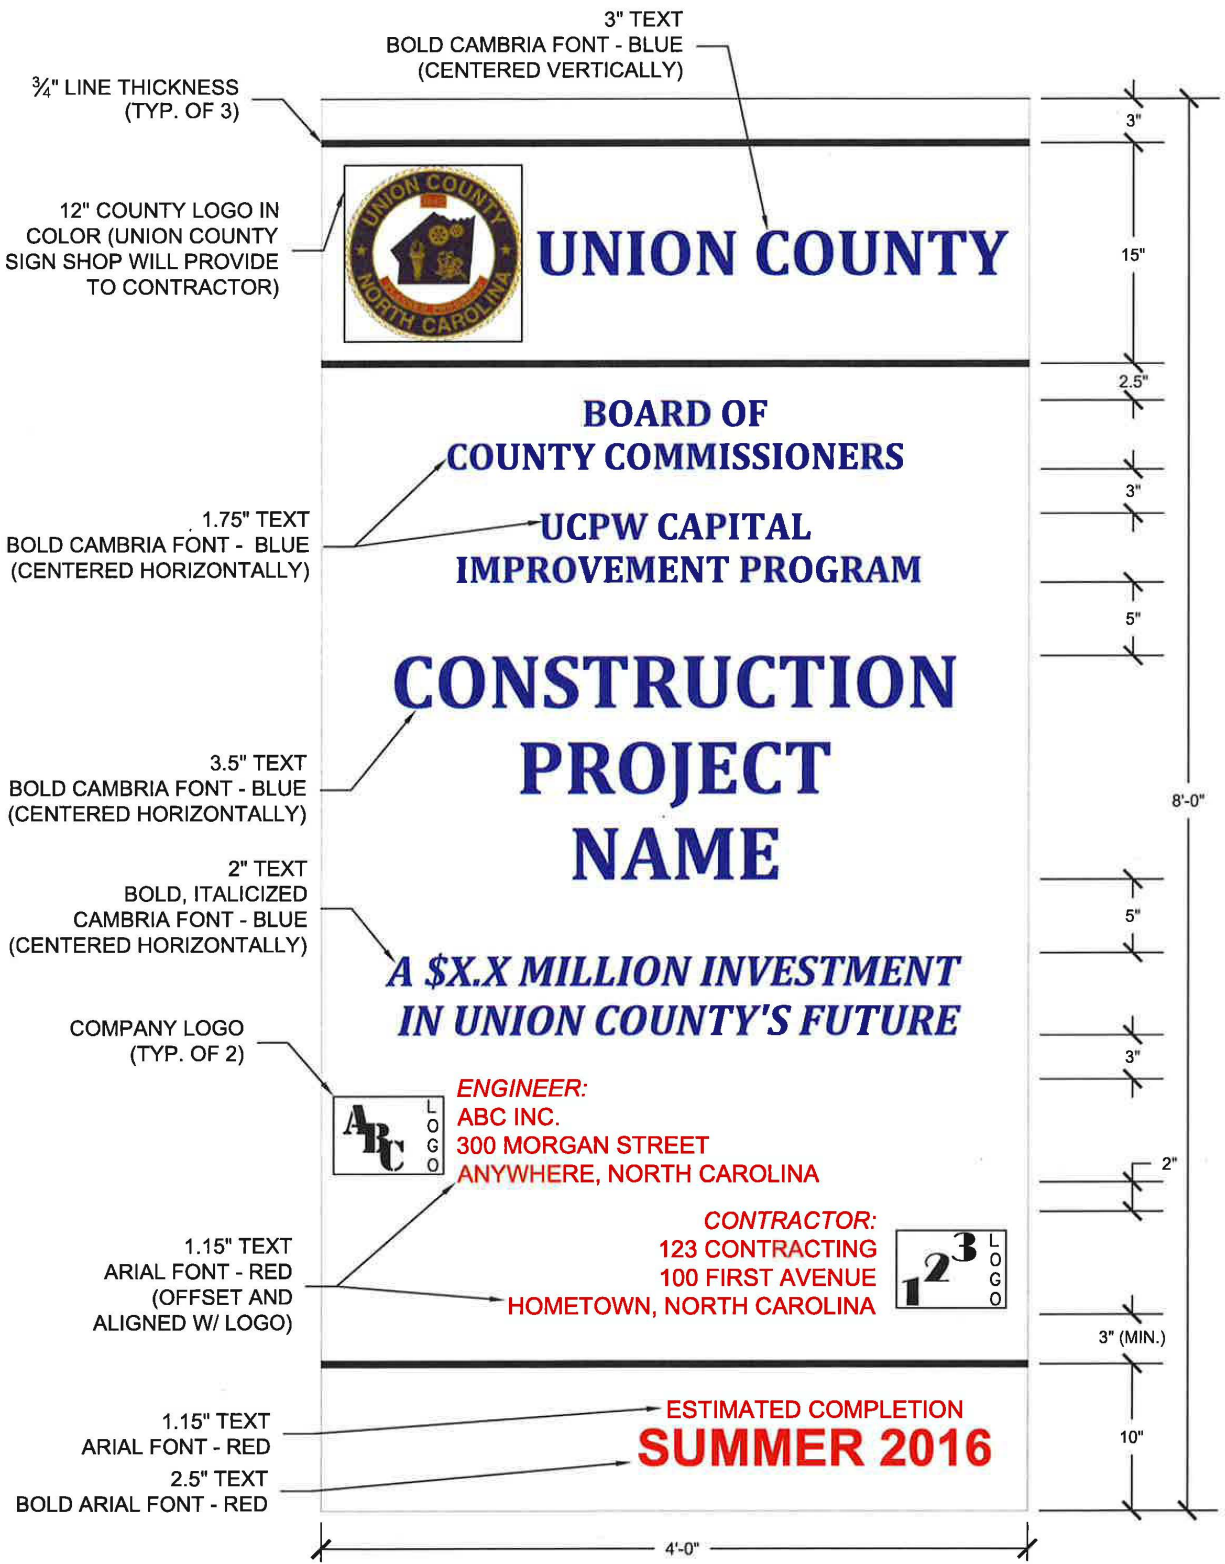 3" TEXT
BOLD CAMBRIA FONT - BLUE
(CENTERED VERTICALLY)
¾" LINE THICKNESS
(TYP. OF 3)
3"
12" COUNTY LOGO IN
COLOR (UNION COUNTY
SIGN SHOP WILL PROVIDE
TO CONTRACTOR)
UNION COUNTY
NORTH CAROLINA
UNION COUNTY
15"
2.5"
BOARD OF
COUNTY COMMISSIONERS
3"
1.75" TEXT
BOLD CAMBRIA FONT - BLUE
(CENTERED HORIZONTALLY)
UCPW CAPITAL
IMPROVEMENT PROGRAM
5"
CONSTRUCTION
PROJECT
NAME
3.5" TEXT
BOLD CAMBRIA FONT - BLUE
(CENTERED HORIZONTALLY)
8'-0"
2" TEXT
BOLD, ITALICIZED
CAMBRIA FONT - BLUE
(CENTERED HORIZONTALLY)
5"
A $X.X MILLION INVESTMENT
IN UNION COUNTY'S FUTURE
COMPANY LOGO
(TYP. OF 2)
3"
ABC
LOGO
ENGINEER:
ABC INC.
300 MORGAN STREET
ANYWHERE, NORTH CAROLINA
2"
CONTRACTOR:
123 CONTRACTING
100 FIRST AVENUE
HOMETOWN, NORTH CAROLINA
123
LOGO
1.15" TEXT
ARIAL FONT - RED
(OFFSET AND
ALIGNED W/ LOGO)
3" (MIN.)
1.15" TEXT
ARIAL FONT - RED
ESTIMATED COMPLETION
SUMMER 2016
10"
2.5" TEXT
BOLD ARIAL FONT - RED
4'-0"